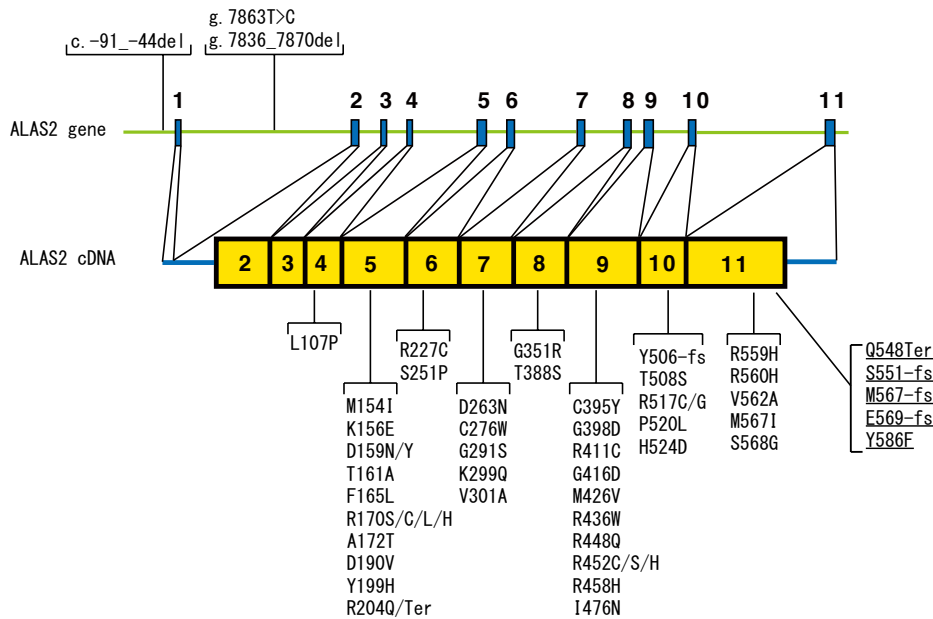 g. 7863T>C
c. -91_-44del
g. 7836_7870del
1 2 3 4 5 6 7 8 9 10 11
ALAS2 gene
ALAS2 cDNA
2 3 4 5 6 7 8 9 10 11
L107P
M154I
K156E
D159N/Y
T161A
F165L
R170S/C/L/H
A172T
D190V
Y199H
R204Q/Ter
R227C
S251P
D263N
C276W
G291S
K299Q
V301A
G351R
T388S
C395Y
G398D
R411C
G416D
M426V
R436W
R448Q
R452C/S/H
R458H
I476N
Y506-fs
T508S
R517C/G
P520L
H524D
R559H
R560H
V562A
M567I
S568G
Q548Ter
S551-fs
M567-fs
E569-fs
Y586F